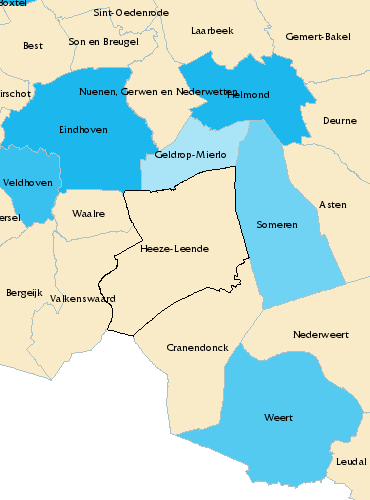 Boxtel
Sint-Oedenrode
Laarbeek
Gemert-Bakel
Best
Son en Breugel
irschot
Nuenen, Gerwen en Nederwetten
Helmond
Deurne
Eindhoven
Geldrop-Mierlo
Veldhoven
Asten
ersel
Waalre
Someren
Heeze-Leende
Bergeijk
Valkenswaard
Nederweert
Cranendonck
Weert
Leudal